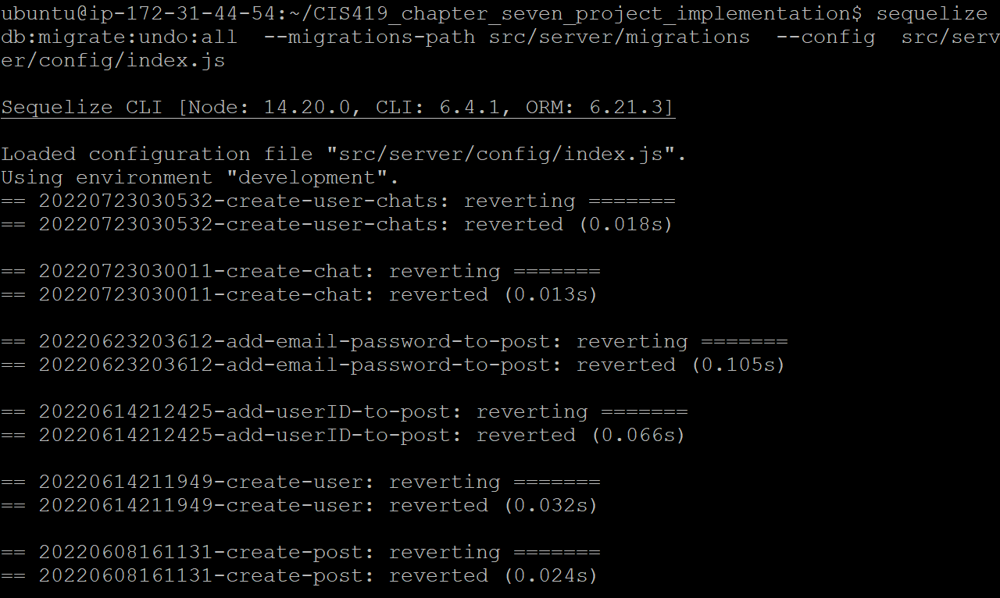 ubuntu@ip-172-31-44-54:~/CIS419_chapter_seven_project_implementation$ sequelize
db:migrate:undo:all  --migrations-path src/server/migrations  --config  src/serv
er/config/index.js
Sequelize CLI [Node: 14.20.0, CLI: 6.4.1, ORM: 6.21.3]
Loaded configuration file "src/server/config/index.js".
Using environment "development".
== 20220723030532-create-user-chats: reverting =======
== 20220723030532-create-user-chats: reverted (0.018s)
== 20220723030011-create-chat: reverting =======
== 20220723030011-create-chat: reverted (0.013s)
== 20220623203612-add-email-password-to-post: reverting =======
== 20220623203612-add-email-password-to-post: reverted (0.105s)
== 20220614212425-add-userID-to-post: reverting =======
== 20220614212425-add-userID-to-post: reverted (0.066s)
== 20220614211949-create-user: reverting =======
== 20220614211949-create-user: reverted (0.032s)
== 20220608161131-create-post: reverting =======
== 20220608161131-create-post: reverted (0.024s)